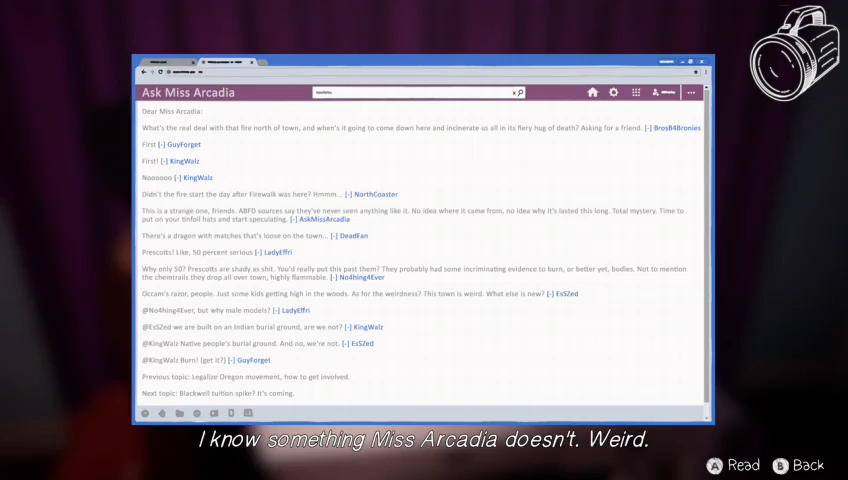 Ask Miss Arcadia
Dear Miss Arcadia:
What's the real deal with that fire north of town, and when's it going to come down here and incinerate us all in its fiery hug of death? Asking for a friend. [-] BrosB4Bronies
First [-] GuyForget
First! [-] KingWalz
Noooooo [-] KingWalz
Didn't the fire start the day after Firewalk was here? Hmmm... [-] NorthCoaster
This is a strange one, friends. ABFD sources say they've never seen anything like it. No idea where it came from, no idea why it's lasted this long. Total mystery. Time to
put on your tinfoil hats and start speculating. [-] AskMissArcadia
There's a dragon with matches that's loose on the town... [-] DeadFan
Prescotts! Like, 50 percent serious [-] LadyEffri
Why only 50? Prescotts are shady as shit. You'd really put this past them? They probably had some incriminating evidence to burn, or better yet, bodies. Not to mention
the chemtrails they drop all over town, highly flammable. [-] No4hing4Ever
Occam's razor, people. Just some kids getting high in the woods. As for the weirdness? This town is weird. What else is new? [-] EsSZed
@No4hing4Ever, but why male models? [-] LadyEffri
@EsSZed we are built on an Indian burial ground, are we not? [-] KingWalz
@KingWalz Native people's burial ground. And no, we're not. [-] EsSZed
@KingWalz Burn! (get it?) [-] GuyForget
Previous topic: Legalize Oregon movement, how to get involved.
Next topic: Blackwell tuition spike? It's coming.
I know something Miss Arcadia doesn't. Weird.
A Read B Back